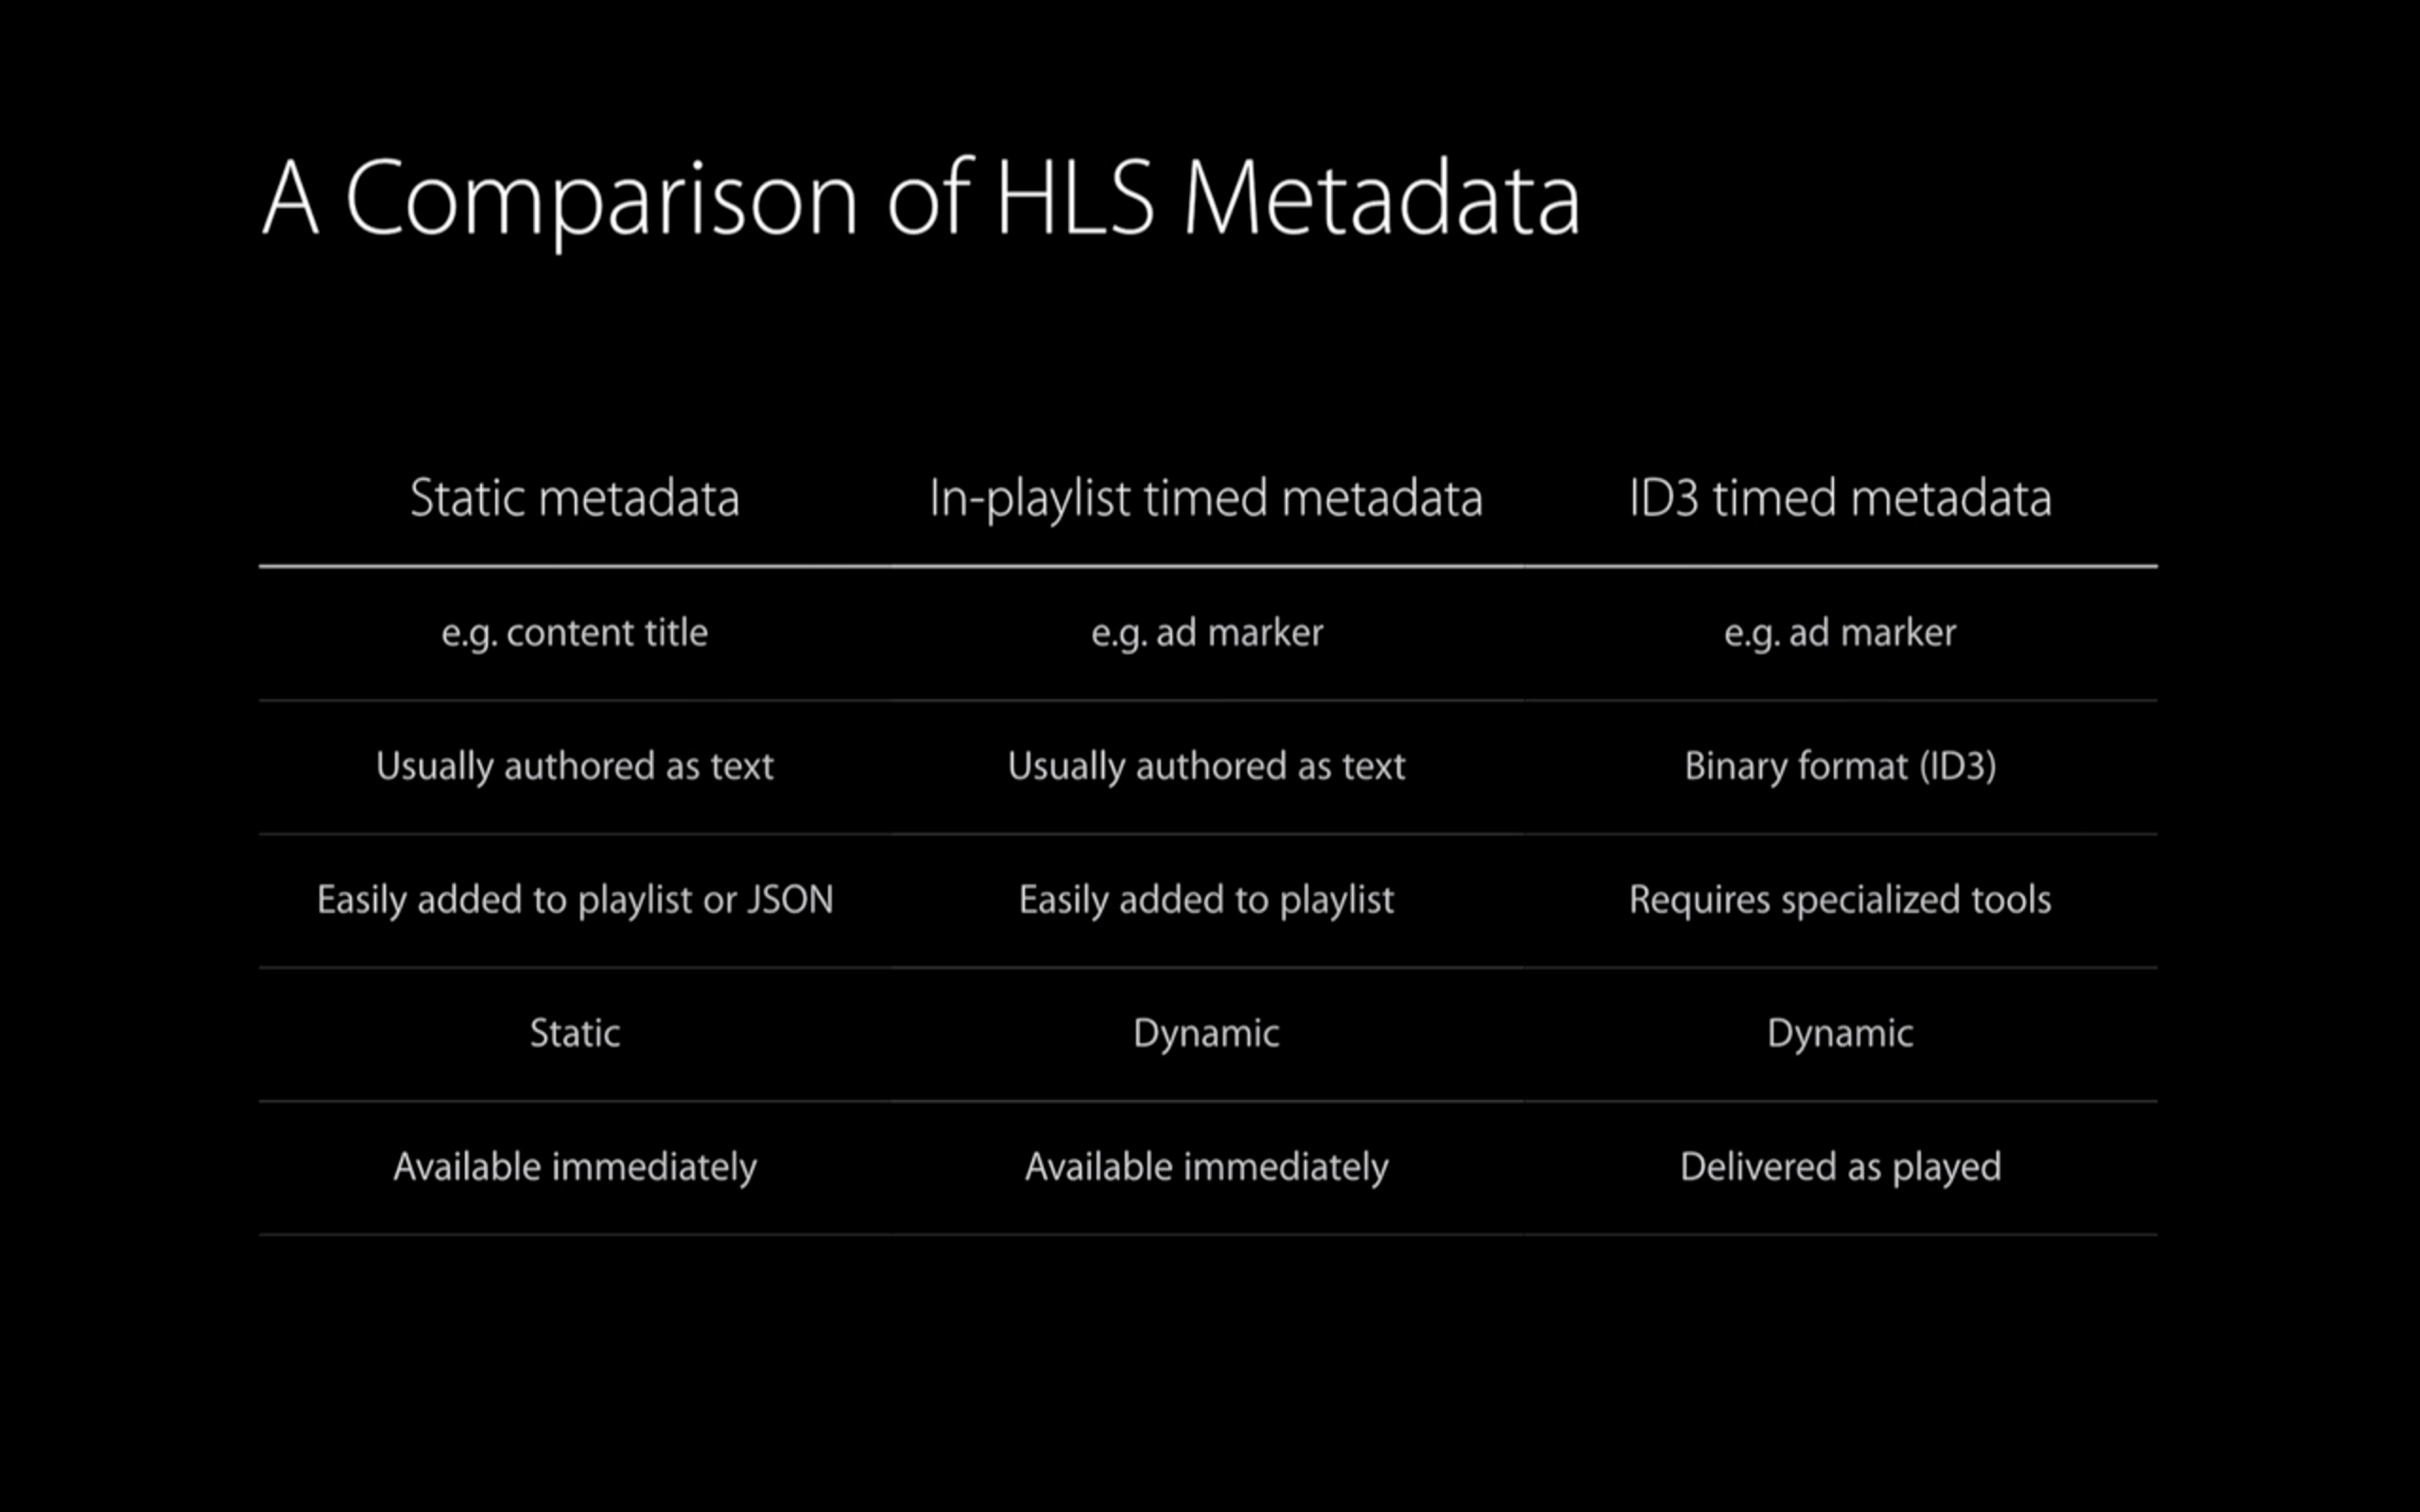 A Comparison of HLS Metadata
Static metadata In-playlist timed metadata ID3 timed metadata
e.g. content title e.g. ad marker e.g. ad marker
Usually authored as text Usually authored as text Binary format (ID3)
Easily added to playlist or JSON Easily added to playlist Requires specialized tools
Static Dynamic Dynamic
Available immediately Available immediately Delivered as played